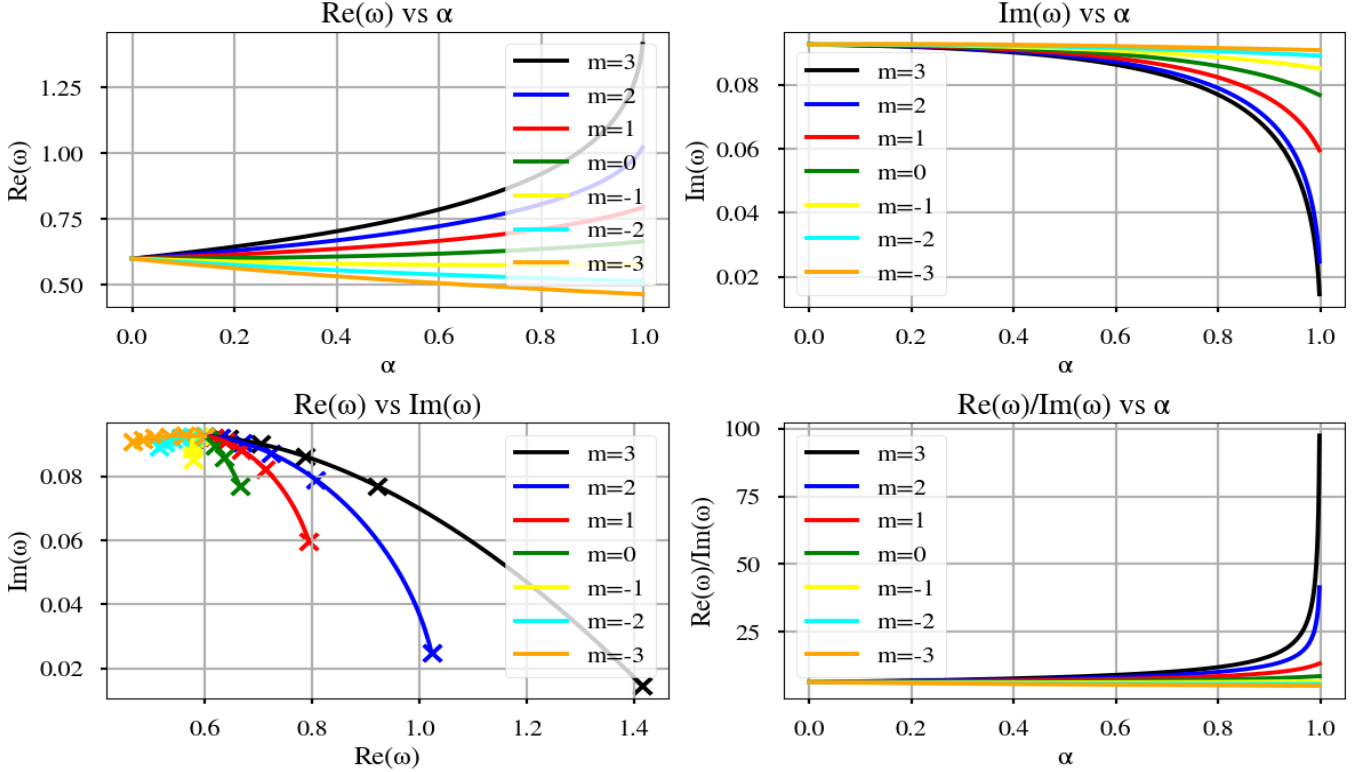 Re(ω) vs α
Re(ω)
1.25
1.00
0.75
0.50
m=3
m=2
m=1
m=0
m=-1
m=-2
m=-3
0.0 0.2 0.4 0.6 0.8 1.0
α
Im(ω) vs α
Im(ω)
0.08
0.06
0.04
0.02
m=3
m=2
m=1
m=0
m=-1
m=-2
m=-3
0.0 0.2 0.4 0.6 0.8 1.0
α
Re(ω) vs Im(ω)
Im(ω)
0.08
0.06
0.04
0.02
m=3
m=2
m=1
m=0
m=-1
m=-2
m=-3
0.6 0.8 1.0 1.2 1.4
Re(ω)
Re(ω)/Im(ω) vs α
Re(ω)/Im(ω)
100
75
50
25
m=3
m=2
m=1
m=0
m=-1
m=-2
m=-3
0.0 0.2 0.4 0.6 0.8 1.0
α